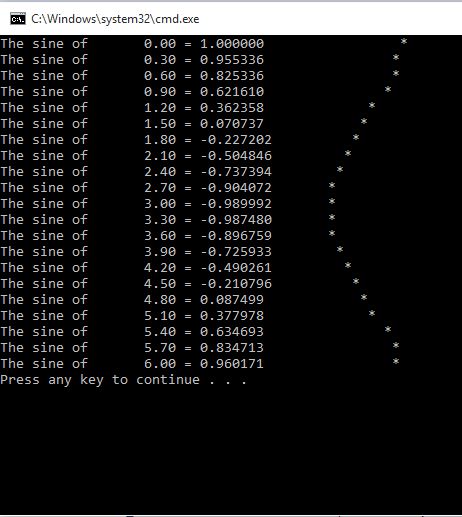 C:\Windows\system32\cmd.exe
The sine of       0.00 = 1.000000                 *
The sine of       0.30 = 0.955336                *
The sine of       0.60 = 0.825336                *
The sine of       0.90 = 0.621610               *
The sine of       1.20 = 0.362358             *
The sine of       1.50 = 0.070737            *
The sine of       1.80 = -0.227202          *
The sine of       2.10 = -0.504846         *
The sine of       2.40 = -0.737394        *
The sine of       2.70 = -0.904072       *
The sine of       3.00 = -0.989992       *
The sine of       3.30 = -0.987480       *
The sine of       3.60 = -0.896759       *
The sine of       3.90 = -0.725933        *
The sine of       4.20 = -0.490261         *
The sine of       4.50 = -0.210796          *
The sine of       4.80 = 0.087499            *
The sine of       5.10 = 0.377978             *
The sine of       5.40 = 0.634693               *
The sine of       5.70 = 0.834713                *
The sine of       6.00 = 0.960171                *
Press any key to continue . . .